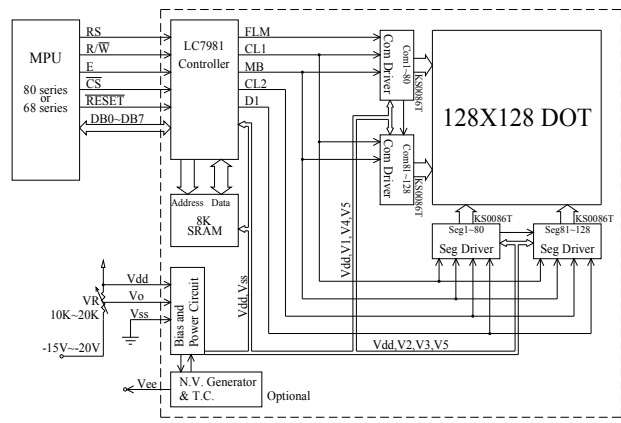 MPU
80 series
or
68 series
RS
R/W
E
CS
RESET
DB0~DB7
LC7981
Controller
FLM
CL1
MB
CL2
D1
Address Data
8K
SRAM
Com Driver
Com1~80
KS0086T
Com Driver
Com81~128
KS0086T
128X128 DOT
KS0086T
Seg1~80
Seg Driver
KS0086T
Seg81~128
Seg Driver
Vdd,V1,V4,V5
Vdd,Vss
Vdd,V2,V3,V5
Vdd
VR
Vo
10K~20K
Vss
-15V~-20V
Bias and
Power Circuit
Vee
N.V. Generator
& T.C.
Optional